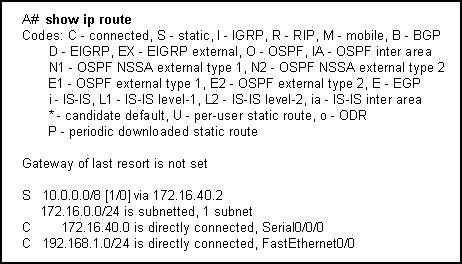 A# show ip route
Codes: C - connected, S - static, I - IGRP, R - RIP, M - mobile, B - BGP
D - EIGRP, EX - EIGRP external, O - OSPF, IA - OSPF inter area
N1 - OSPF NSSA external type 1, N2 - OSPF NSSA external type 2
E1 - OSPF external type 1, E2 - OSPF external type 2, E - EGP
i - IS-IS, L1 - IS-IS level-1, L2 - IS-IS level-2, ia - IS-IS inter area
* - candidate default, U - per-user static route, o - ODR
P - periodic downloaded static route
Gateway of last resort is not set
S 10.0.0.0/8 [1/0] via 172.16.40.2
172.16.0.0/24 is subnetted, 1 subnet
C 172.16.40.0 is directly connected, Serial0/0/0
C 192.168.1.0/24 is directly connected, FastEthernet0/0